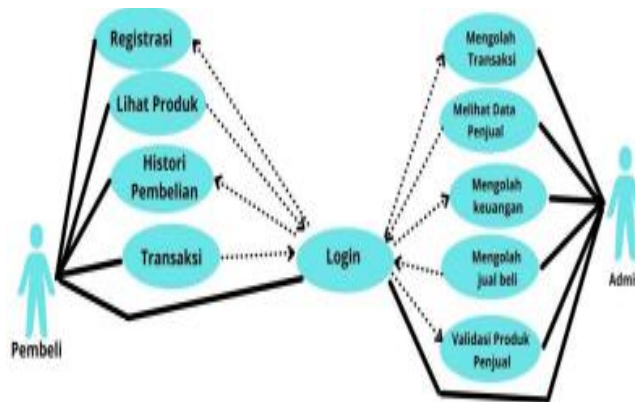 Registrasi
Lihat Produk
Histori
Pembelian
Transaksi
Pembeli
Login
Mengolah
Transaksi
Melihat Data
Penjual
Mengolah
keuangan
Mengolah
jual beli
Validasi Produk
Penjual
Admi